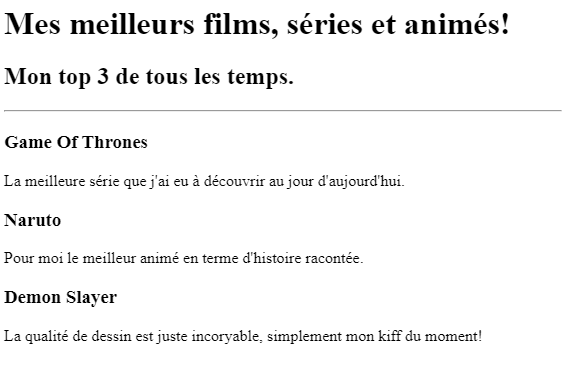 Mes meilleurs films, séries et animés!
Mon top 3 de tous les temps.
Game Of Thrones
La meilleure série que j'ai eu à découvrir au jour d'aujourd'hui.
Naruto
Pour moi le meilleur animé en terme d'histoire racontée.
Demon Slayer
La qualité de dessin est juste incoryable, simplement mon kiff du moment!